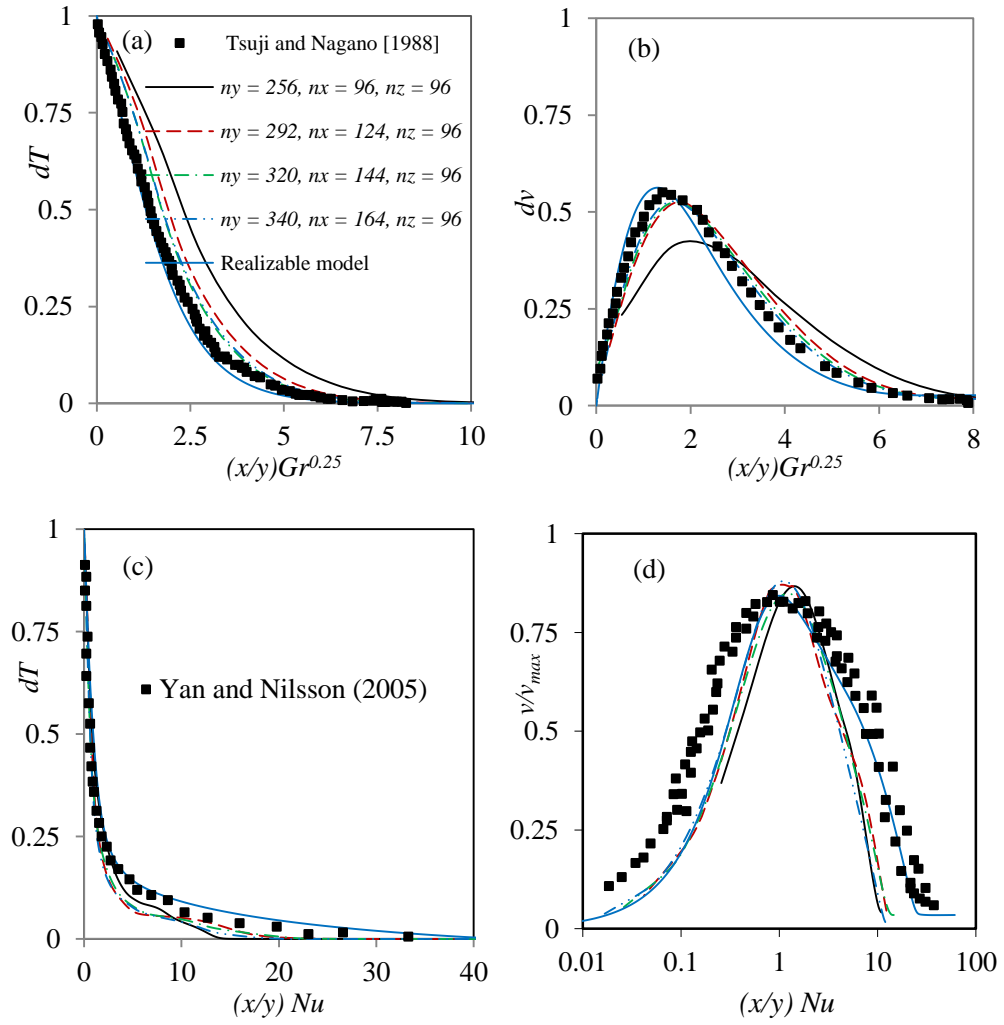 (a)
Tsuji and Nagano [1988]
ny = 256, nx = 96, nz = 96
ny = 292, nx = 124, nz = 96
ny = 320, nx = 144, nz = 96
ny = 340, nx = 164, nz = 96
Realizable model
1
0.75
0.5
0.25
0
dT
0 2.5 5 7.5 10
(x/y)Gr^0.25
(b)
1
0.75
0.5
0.25
0
dv
0 2 4 6 8
(x/y)Gr^0.25
(c)
Yan and Nilsson (2005)
1
0.75
0.5
0.25
0
dT
0 10 20 30 40
(x/y) Nu
(d)
1
0.75
0.5
0.25
0
v/v_max
0.01 0.1 1 10 100
(x/y) Nu